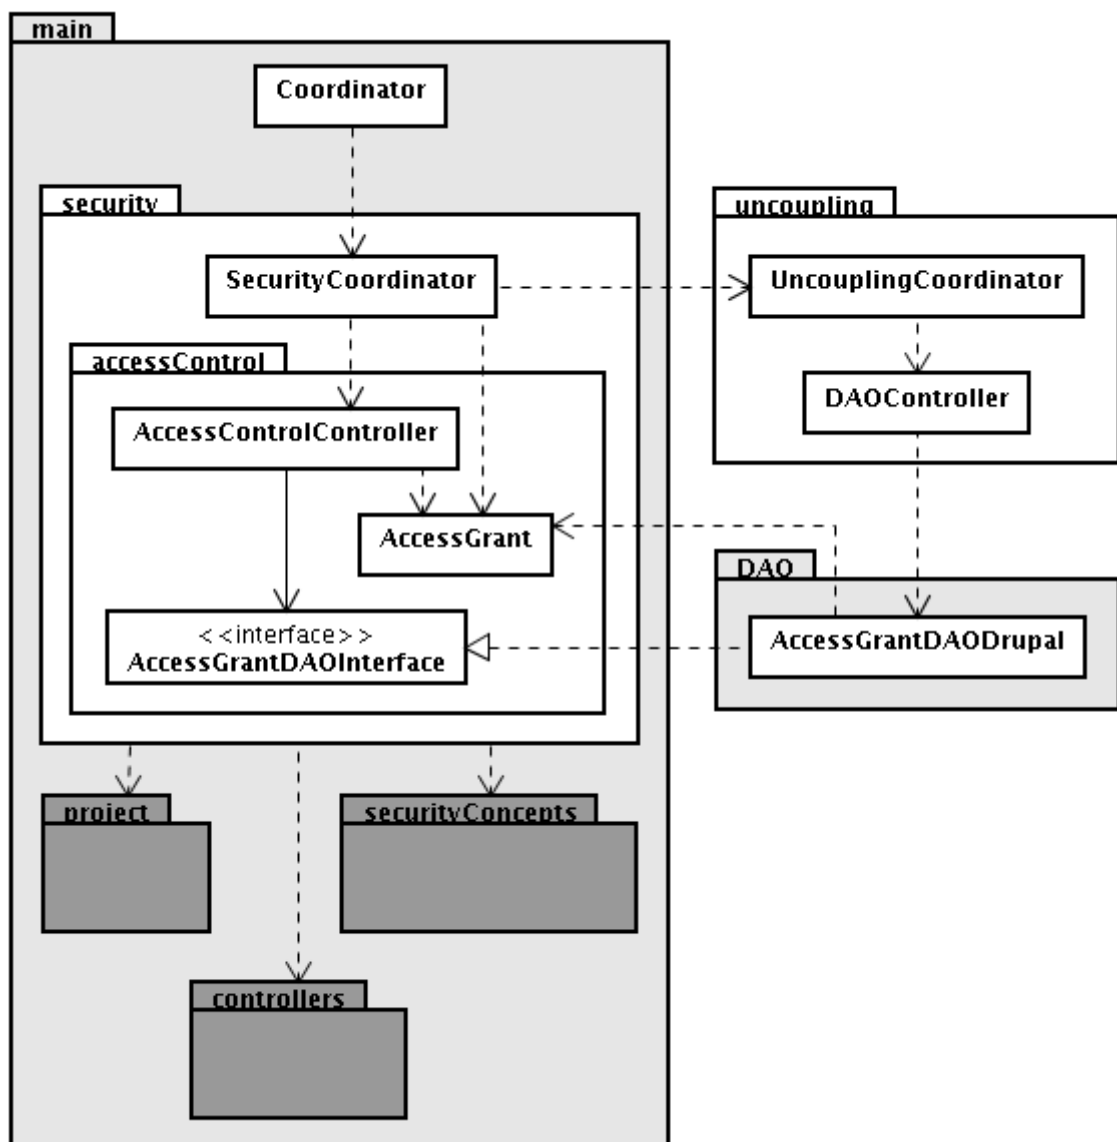 main
Coordinator
security
uncoupling
SecurityCoordinator
UncouplingCoordinator
accessControl
DAOController
AccessControlController
AccessGrant
DAO
<<interface>>
AccessGrantDAOInterface
AccessGrantDAODrupal
project
securityConcepts
controllers